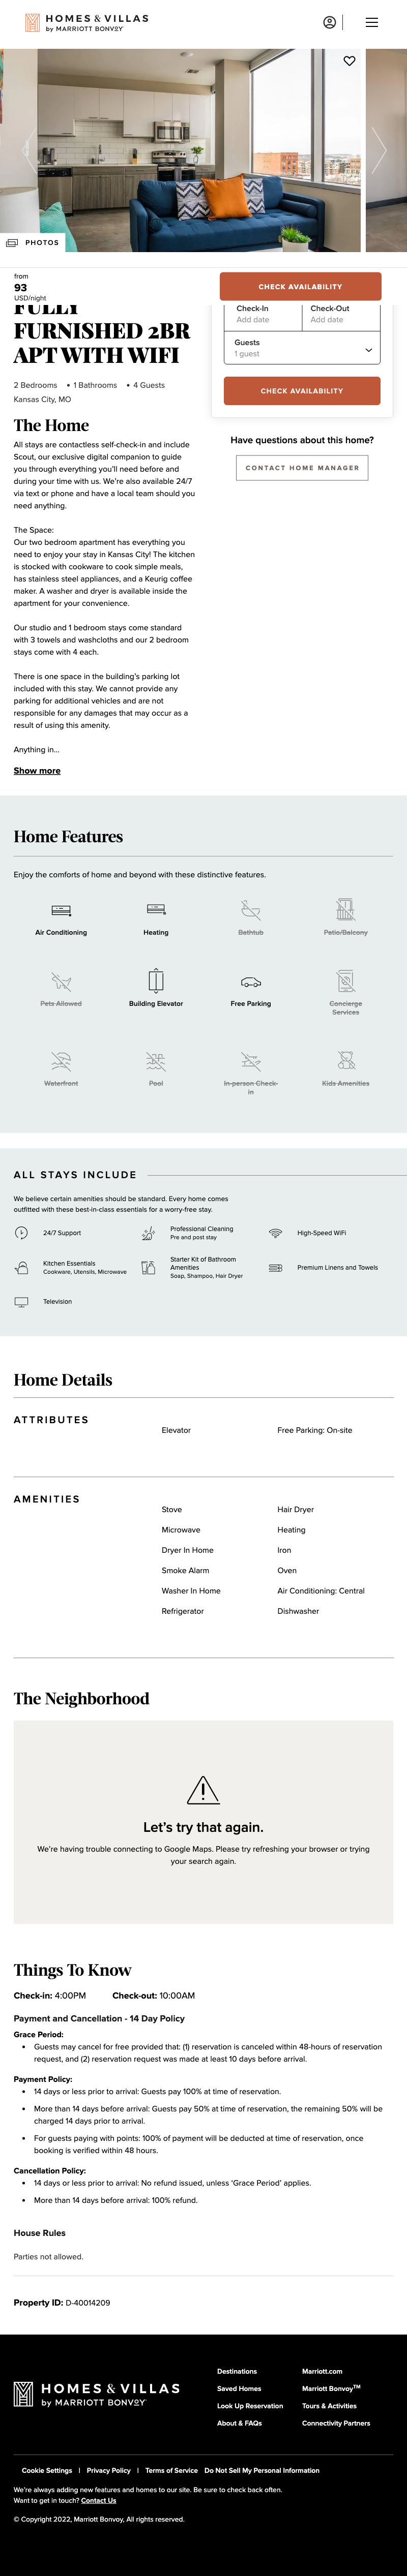 HOMES & VILLAS
by MARRIOTT BONVOY
PHOTOS
from
93
USD/night
CHECK AVAILABILITY
FULLY
FURNISHED 2BR
APT WITH WIFI
2 Bedrooms • 1 Bathrooms • 4 Guests
Kansas City, MO
Check-In
Add date
Check-Out
Add date
Guests
1 guest
CHECK AVAILABILITY
Have questions about this home?
CONTACT HOME MANAGER
The Home
All stays are contactless self-check-in and include
Scout, our exclusive digital companion to guide
you through everything you'll need before and
during your time with us. We're also available 24/7
via text or phone and have a local team should you
need anything.
The Space:
Our two bedroom apartment has everything you
need to enjoy your stay in Kansas City! The kitchen
is stocked with cookware to cook simple meals,
has stainless steel appliances, and a Keurig coffee
maker. A washer and dryer is available inside the
apartment for your convenience.
Our studio and 1 bedroom stays come standard
with 3 towels and washcloths and our 2 bedroom
stays come with 4 each.
There is one space in the building's parking lot
included with this stay. We cannot provide any
parking for additional vehicles and are not
responsible for any damages that may occur as a
result of using this amenity.
Anything in...
Show more
Home Features
Enjoy the comforts of home and beyond with these distinctive features.
Air Conditioning
Heating
Bathtub
Patio/Balcony
Pets Allowed
Building Elevator
Free Parking
Concierge
Services
Waterfront
Pool
In-person Check-
in
Kids Amenities
ALL STAYS INCLUDE
We believe certain amenities should be standard. Every home comes
outfitted with these best-in-class essentials for a worry-free stay.
24/7 Support
Professional Cleaning
Pre and post stay
High-Speed WiFi
Kitchen Essentials
Cookware, Utensils, Microwave
Starter Kit of Bathroom
Amenities
Soap, Shampoo, Hair Dryer
Premium Linens and Towels
Television
Home Details
ATTRIBUTES
Elevator
Free Parking: On-site
AMENITIES
Stove
Hair Dryer
Microwave
Heating
Dryer In Home
Iron
Smoke Alarm
Oven
Washer In Home
Air Conditioning: Central
Refrigerator
Dishwasher
The Neighborhood
Let's try that again.
We're having trouble connecting to Google Maps. Please try refreshing your browser or trying
your search again.
Things To Know
Check-in: 4:00PM Check-out: 10:00AM
Payment and Cancellation - 14 Day Policy
Grace Period:
• Guests may cancel for free provided that: (1) reservation is canceled within 48-hours of reservation
request, and (2) reservation request was made at least 10 days before arrival.
Payment Policy:
• 14 days or less prior to arrival: Guests pay 100% at time of reservation.
• More than 14 days before arrival: Guests pay 50% at time of reservation, the remaining 50% will be
charged 14 days prior to arrival.
• For guests paying with points: 100% of payment will be deducted at time of reservation, once
booking is verified within 48 hours.
Cancellation Policy:
• 14 days or less prior to arrival: No refund issued, unless 'Grace Period' applies.
• More than 14 days before arrival: 100% refund.
House Rules
Parties not allowed.
Property ID: D-40014209
HOMES & VILLAS
by MARRIOTT BONVOY
Destinations
Saved Homes
Look Up Reservation
About & FAQs
Marriott.com
Marriott Bonvoy™
Tours & Activities
Connectivity Partners
Cookie Settings | Privacy Policy | Terms of Service Do Not Sell My Personal Information
We're always adding new features and homes to our site. Be sure to check back often.
Want to get in touch? Contact Us
© Copyright 2022, Marriott Bonvoy, All rights reserved.